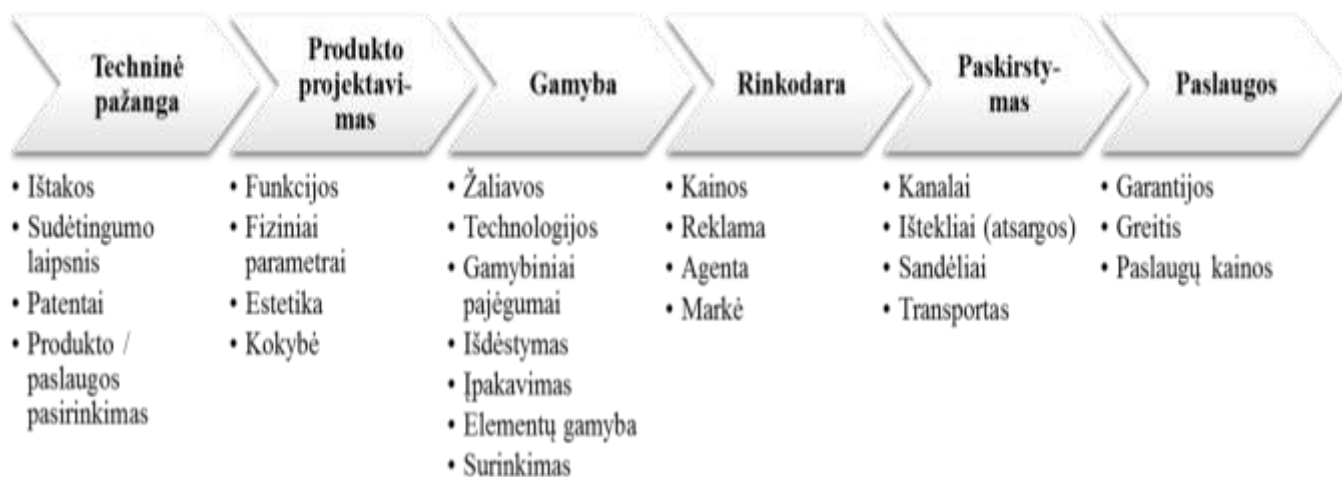 Techninė
pažanga
Produkto
projektavi-
mas
Gamyba
Rinkodara
Paskirsty-
mas
Paslaugos
• Ištakos
• Sudėtingumo
laipsnis
• Patentai
• Produkto /
paslaugos
pasirinkimas
• Funkcijos
• Fiziniai
parametrai
• Estetika
• Kokybė
• Žaliavos
• Technologijos
• Gamybiniai
pajėgumai
• Išdėstymas
• Įpakavimas
• Elementų gamyba
• Surinkimas
• Kainos
• Reklama
• Agenta
• Markė
• Kanalai
• Ištekliai (atsargos)
• Sandėliai
• Transportas
• Garantijos
• Greitis
• Paslaugų kainos